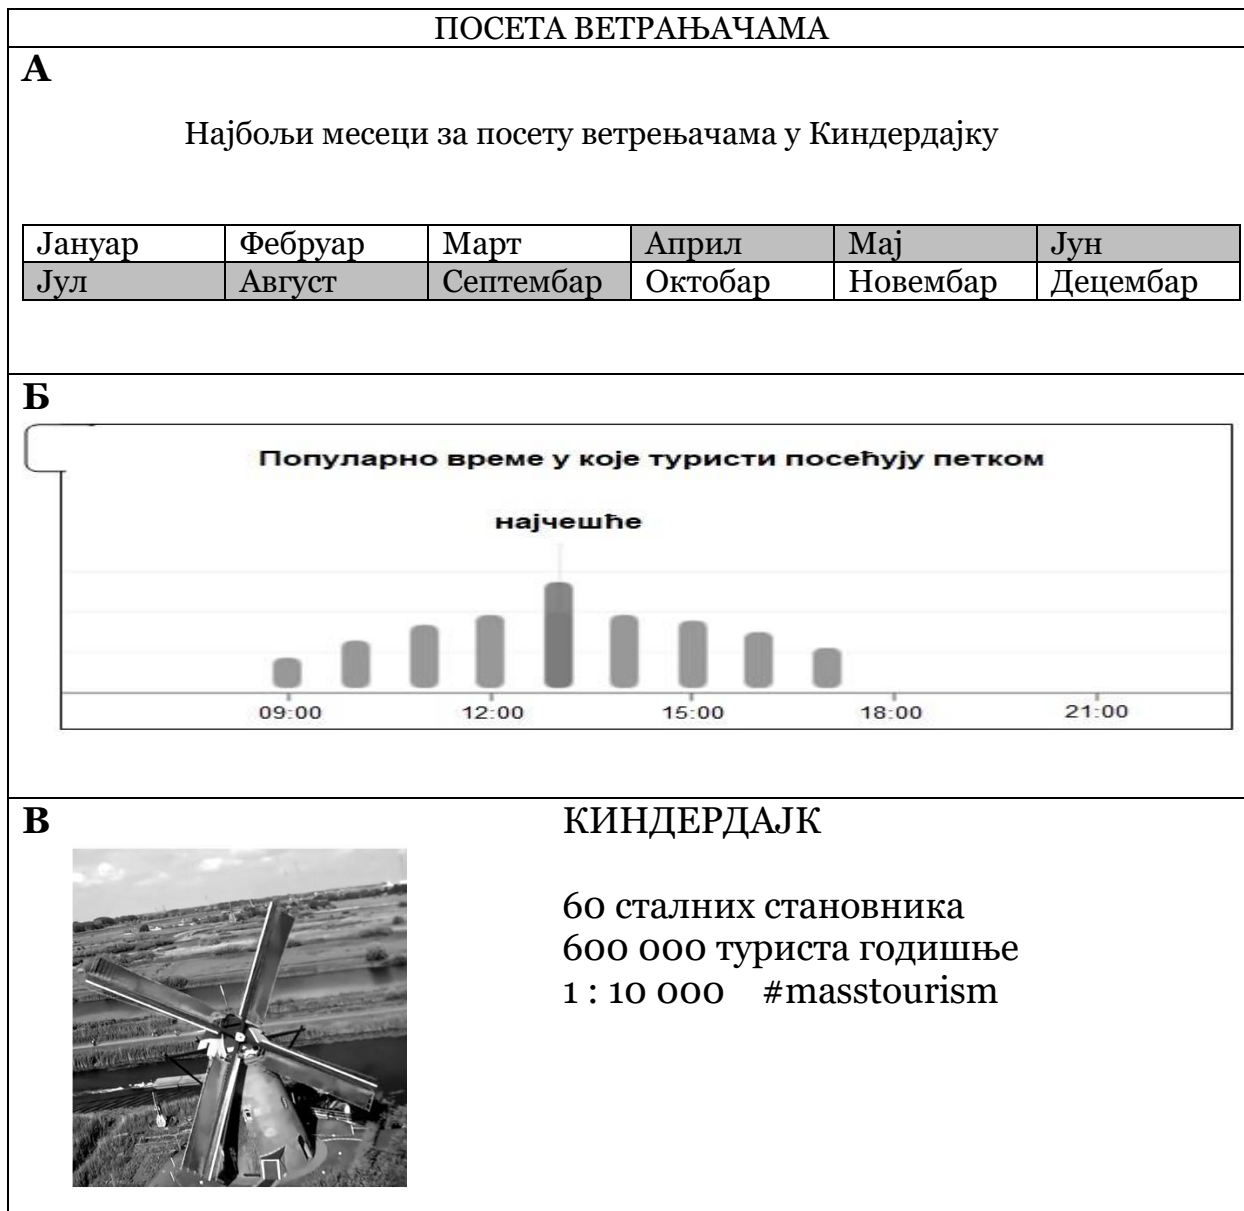 ПОСЕТА ВЕТРАЊАЧАМА
А
Најбољи месеци за посету ветрењачама у Киндердајку
Јануар Фебруар Март Април Мај Јун
Јул Август Септембар Октобар Новембар Децембар
Б
Популарно време у које туристи посећују петком
најчешће
09:00 12:00 15:00 18:00 21:00
В
КИНДЕРДАЈК
60 сталних становника
600 000 туриста годишње
1 : 10 000 #masstourism